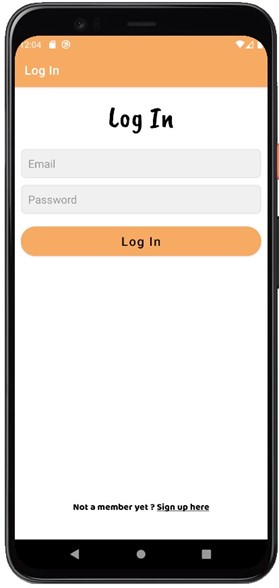 12:04
Log In
Log In
Email
Password
Log In
Not a member yet ? Sign up here